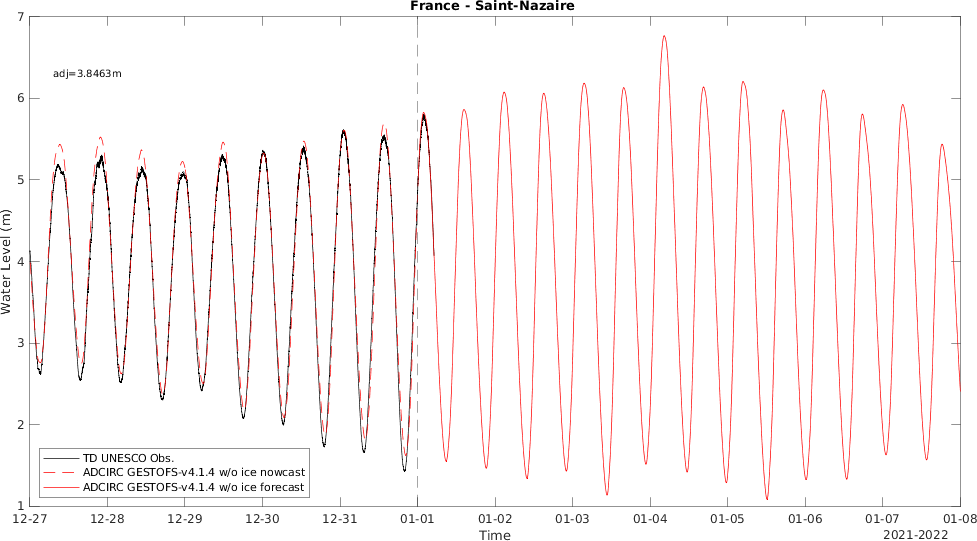 France - Saint-Nazaire
adj=3.8463m
7
6
5
4
3
2
1
Water Level (m)
TD UNESCO Obs.
ADCIRC GESTOFS-v4.1.4 w/o ice nowcast
ADCIRC GESTOFS-v4.1.4 w/o ice forecast
12-27 12-28 12-29 12-30 12-31 01-01 01-02 01-03 01-04 01-05 01-06 01-07 01-08
Time
2021-2022